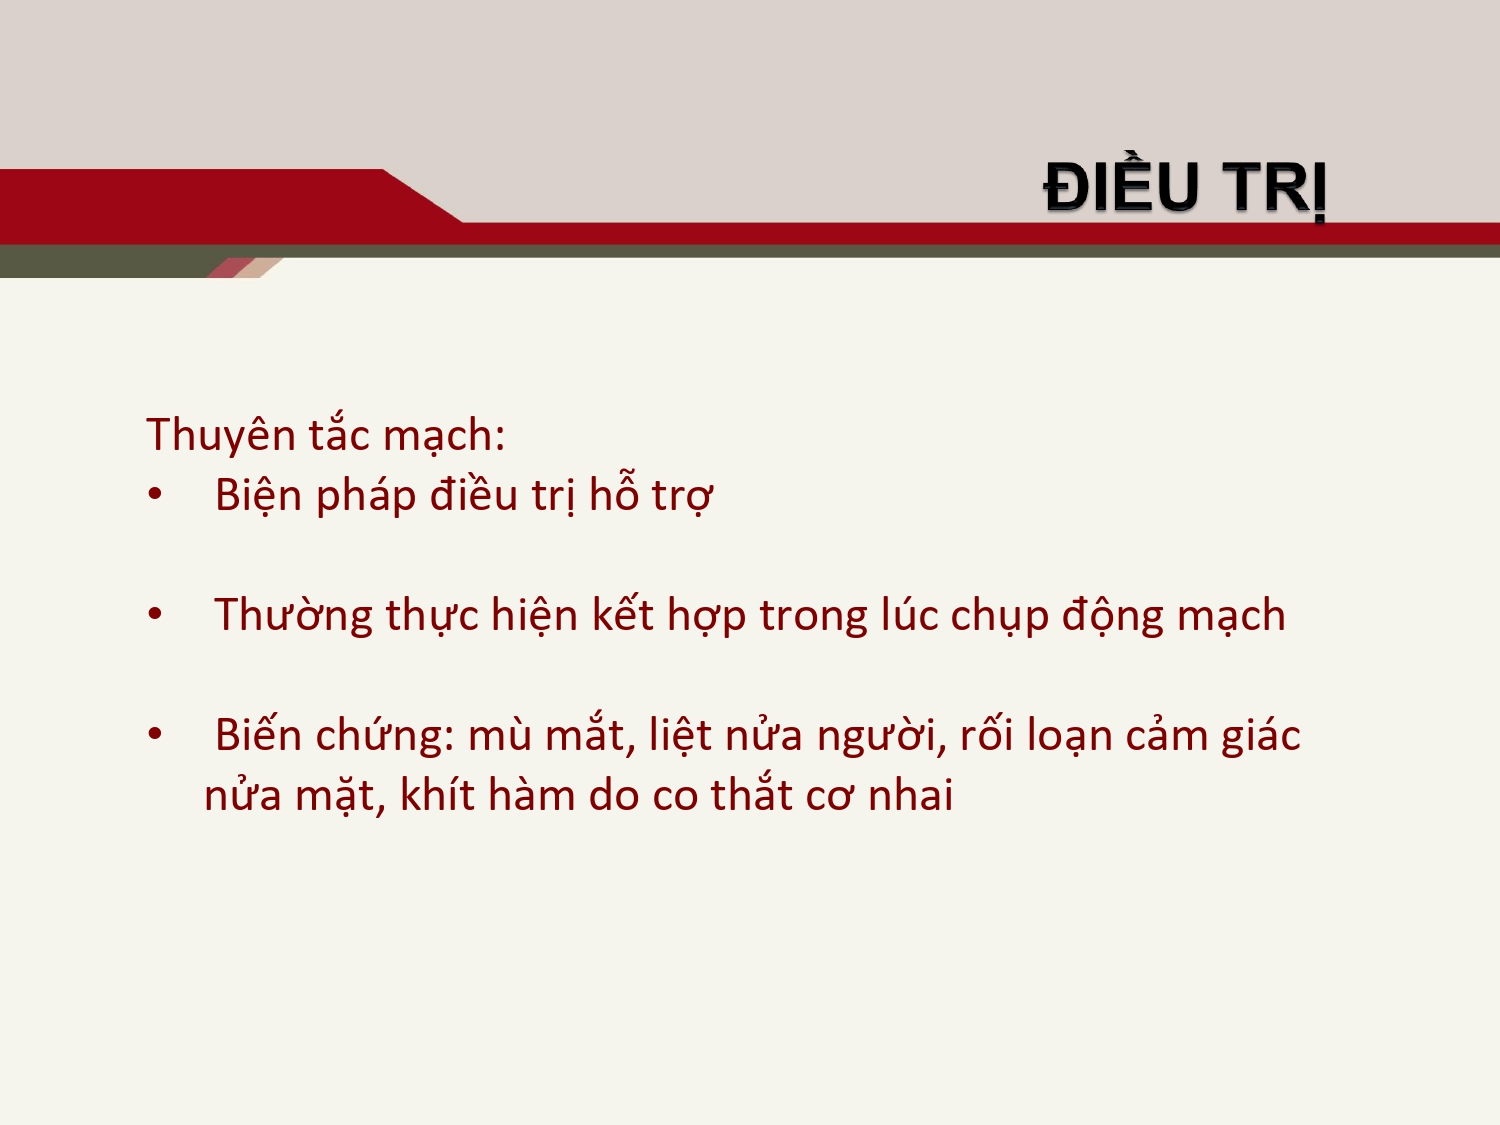 ĐIỀU TRỊ
Thuyên tắc mạch:
• Biện pháp điều trị hỗ trợ
• Thường thực hiện kết hợp trong lúc chụp động mạch
• Biến chứng: mù mắt, liệt nửa người, rối loạn cảm giác
nửa mặt, khít hàm do co thắt cơ nhai